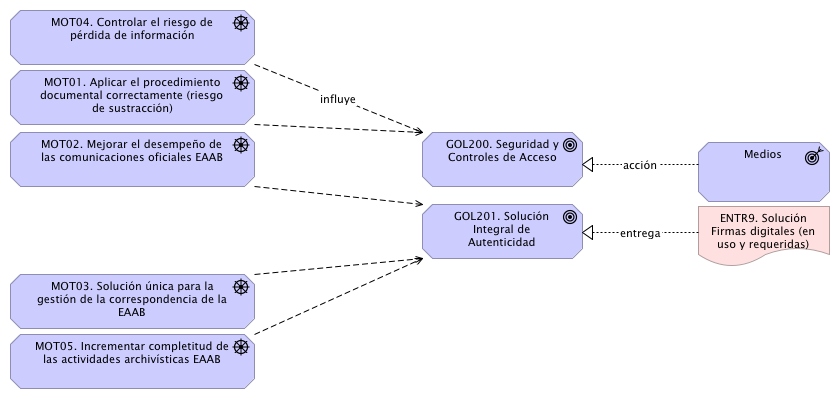 MOT04. Controlar el riesgo de
pérdida de información
MOT01. Aplicar el procedimiento
documental correctamente (riesgo
de sustracción)
MOT02. Mejorar el desempeño de
las comunicaciones oficiales EAAB
MOT03. Solución única para la
gestión de la correspondencia de la
EAAB
MOT05. Incrementar completitud de
las actividades archivísticas EAAB
influye
GOL200. Seguridad y
Controles de Acceso
GOL201. Solución
Integral de
Autenticidad
acción
entrega
Medios
ENTR9. Solución
Firmas digitales (en
uso y requeridas)